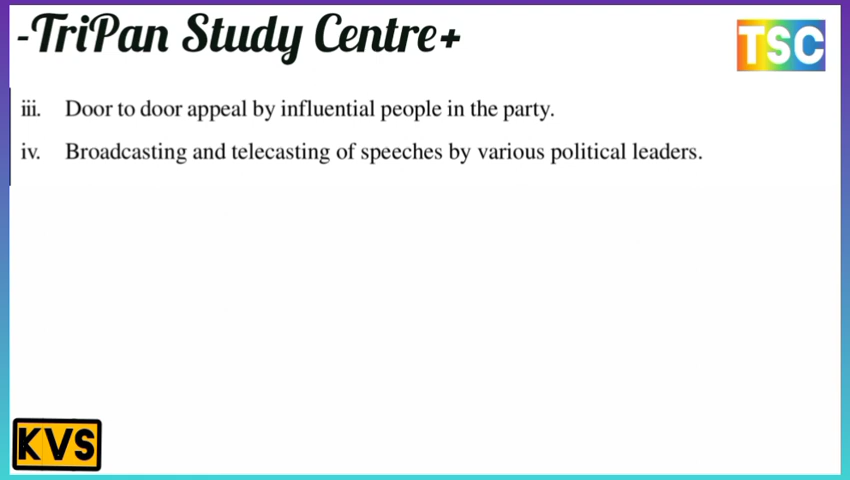 -TriPan Study Centre+
TSC
iii. Door to door appeal by influential people in the party.
iv. Broadcasting and telecasting of speeches by various political leaders.
KVS